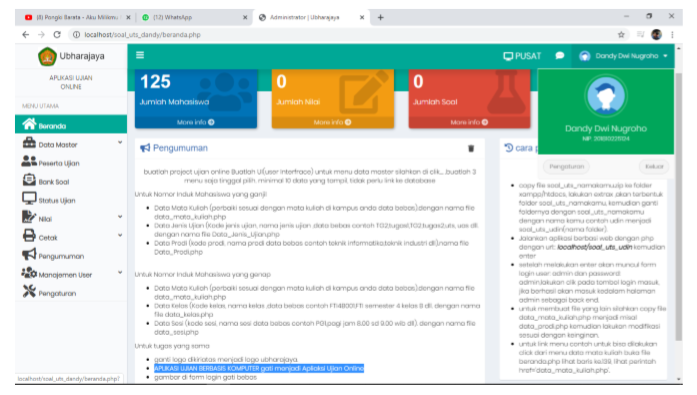 (8) Pongki Barata - Aku Milikmu
(12) WhatsApp
Administrator | Ubharajaya
localhost/soal_uts_dandy/beranda.php
Ubharajaya
PUSAT
Dandy Dwi Nugroho
APLIKASI UJIAN
ONLINE
MENU UTAMA
Beranda
Data Master
Peserta Ujian
Bank Soal
Status Ujian
Nilai
Cetak
Pengumuman
Manajemen User
Pengaturan
125
Jumlah Mahasiswa
More info
0
Jumlah Nilai
More info
0
Jumlah Soal
More info
Dandy Dwi Nugroho
Pengaturan
Keluar
Pengumuman
buatlah project ujian online Buatlah UI(user Interfrace) untuk menu data master silahkan di clik,,, buatlah 3
menu saja tinggal pilih. minimal 10 data yang tampil, tidak perlu link ke database
Untuk Nomor Induk Mahasiswa yang ganjil
Data Mata Kuliah (perbaiki sesuai dengan mata kuliah di kampus anda data bebas),dengan nama file
data_mata_kuliah.php
Data Jenis Ujian (Kode jenis ujian, nama jenis ujian ,data bebas contoh T02,tugas1,T02,tugas2,uts, uas dll.
dengan nama file Data_Jenis_Ujian,php
Data Prodi (kode prodi, nama prodi data bebas contoh teknik informatika,teknik industri dll)nama file
Data_Prodi,php
Untuk Nomor Induk Mahasiswa yang genap
Data Mata Kuliah (perbaiki sesuai dengan mata kuliah di kampus anda data bebas),dengan nama file
data_mata_kuliah.php
Data Kelas (Kode kelas, nama kelas ,data bebas contoh FTI4B001,FTI semester 4 kelas B dll. dengan nama
file data_kelas,php
Data Sesi (kode sesi, nama sesi data bebas contoh P01,pagi jam 8.00 sd 9.00 wib dll). dengan nama file
data_sesi,php
Untuk tugas yang sama
ganti logo dikiriatas menjadi logo ubharajaya
APLIKASI UJIAN BERBASIS KOMPUTER gati menjadi Apliaksi Ujian Online
gambar di form login gati bebas
cara p
copy file soal_uts_namakamu.zip ke folder
xampp/htdocs, lakukan extrax akan terbentuk
folder soal_uts_namakamu, kemudian ganti
foldernya dengan soal_uts_namakamu
dengan nama kamu contoh udin menjadi
soal_uts_udin(nama folder).
Jalankan aplikasi berbasi web dengan php
dengan url: localhost/soal_uts_udin kemudian
enter
setelah melakukan enter akan muncul form
login user admin dan password
admin,lakukan clik pada tombol login masuk,
jika berhasil akan masuk kedalam halaman
admin sebagai back end.
untuk membuat file yang lain silahkan copy file
data_mata_kuliah.php menjadi misal
data_prodi,php kemudian lakukan modifikasi
sesuai dengan keinginan.
untuk link menu contoh untuk bisa dilakukan
click dari menu data mata kuliah buka file
beranda.php lihat baris ke,139, lihat perintah
href='data_mata_kuliah.php'.
localhost/soal_uts_dandy/beranda.php?